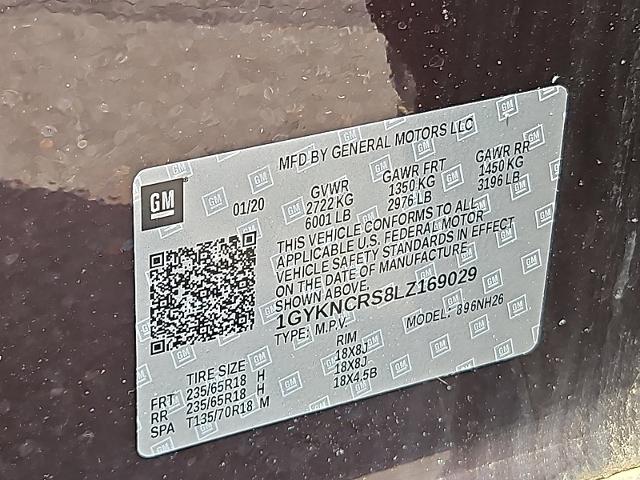 MFD BY GENERAL MOTORS LLC
GM
01/20 GVWR GAWR FRT GAWR RR
2722 KG 1350 KG 1450 KG
6001 LB 2976 LB 3196 LB
THIS VEHICLE CONFORMS TO ALL
APPLICABLE U.S. FEDERAL MOTOR
VEHICLE SAFETY STANDARDS IN EFFECT
ON THE DATE OF MANUFACTURE
SHOWN ABOVE.
1GYKNCRS8LZ169029
TYPE: M.P.V. MODEL: 896NH26
TIRE SIZE RIM
FRT 235/65R18 H 18X8J
RR 235/65R18 H 18X8J
SPA T135/70R18 M 18X4.5B